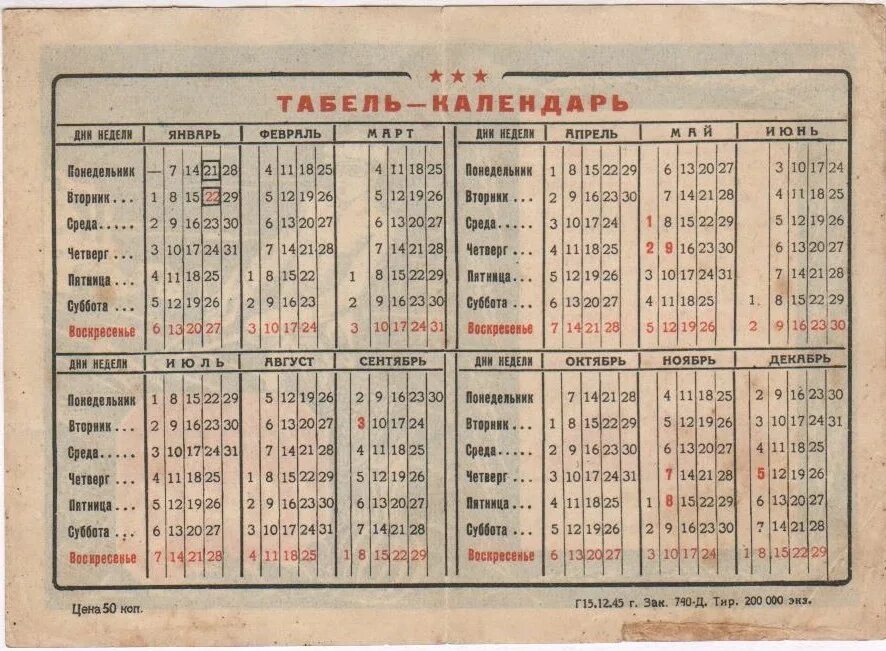 ★ ★ ★
ТАБЕЛЬ—КАЛЕНДАРЬ
ДНИ НЕДЕЛИ ЯНВАРЬ ФЕВРАЛЬ МАРТ
Понедельник — 7 14 21 28 4 11 18 25 4 11 18 25
Вторник ... 1 8 15 22 29 5 12 19 26 5 12 19 26
Среда..... 2 9 16 23 30 6 13 20 27 6 13 20 27
Четверг ... 3 10 17 24 31 7 14 21 28 7 14 21 28
Пятница... 4 11 18 25 1 8 15 22 1 8 15 22 29
Суббота ... 5 12 19 26 2 9 16 23 2 9 16 23 30
Воскресенье 6 13 20 27 3 10 17 24 3 10 17 24 31
ДНИ НЕДЕЛИ АПРЕЛЬ МАЙ ИЮНЬ
Понедельник 1 8 15 22 29 6 13 20 27 3 10 17 24
Вторник ... 2 9 16 23 30 7 14 21 28 4 11 18 25
Среда..... 3 10 17 24 1 8 15 22 29 5 12 19 26
Четверг ... 4 11 18 25 2 9 16 23 30 6 13 20 27
Пятница... 5 12 19 26 3 10 17 24 31 7 14 21 28
Суббота ... 6 13 20 27 4 11 18 25 1 8 15 22 29
Воскресенье 7 14 21 28 5 12 19 26 2 9 16 23 30
ДНИ НЕДЕЛИ ИЮЛЬ АВГУСТ СЕНТЯБРЬ
Понедельник 1 8 15 22 29 5 12 19 26 2 9 16 23 30
Вторник ... 2 9 16 23 30 6 13 20 27 3 10 17 24
Среда..... 3 10 17 24 31 7 14 21 28 4 11 18 25
Четверг ... 4 11 18 25 1 8 15 22 29 5 12 19 26
Пятница... 5 12 19 26 2 9 16 23 30 6 13 20 27
Суббота ... 6 13 20 27 3 10 17 24 31 7 14 21 28
Воскресенье 7 14 21 28 4 11 18 25 1 8 15 22 29
ДНИ НЕДЕЛИ ОКТЯБРЬ НОЯБРЬ ДЕКАБРЬ
Понедельник 7 14 21 28 4 11 18 25 2 9 16 23 30
Вторник ... 1 8 15 22 29 5 12 19 26 3 10 17 24 31
Среда..... 2 9 16 23 30 6 13 20 27 4 11 18 25
Четверг ... 3 10 17 24 31 7 14 21 28 5 12 19 26
Пятница... 4 11 18 25 1 8 15 22 29 6 13 20 27
Суббота ... 5 12 19 26 2 9 16 23 30 7 14 21 28
Воскресенье 6 13 20 27 3 10 17 24 1 8 15 22 29
Цена 50 коп.
Г15.12.45 г. Зак. 740-Д. Тир. 200 000 экз.